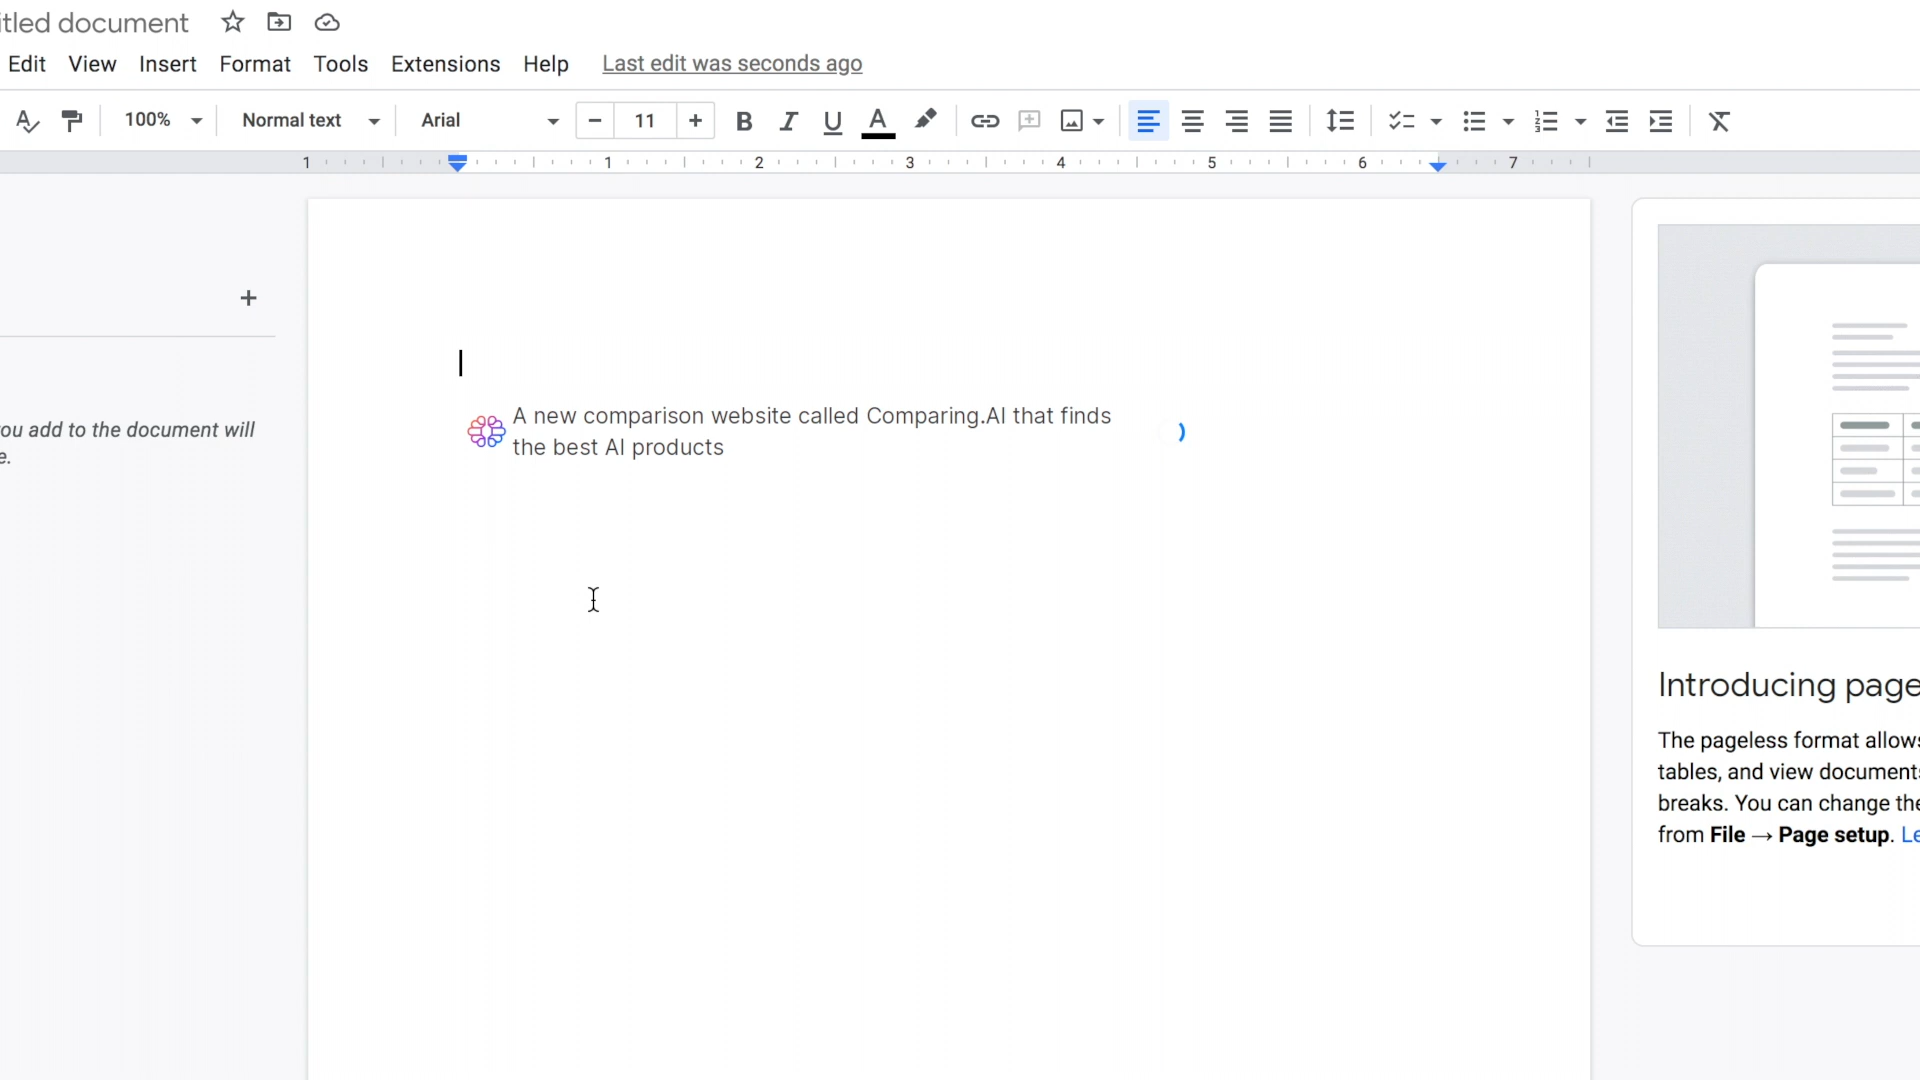 itled document
Edit View Insert Format Tools Extensions Help Last edit was seconds ago
100% Normal text Arial 11
1 1 2 3 4 5 6 7
ou add to the document will
e.
A new comparison website called Comparing.AI that finds
the best AI products
Introducing page
The pageless format allows
tables, and view documents
breaks. You can change the
from File → Page setup. Le